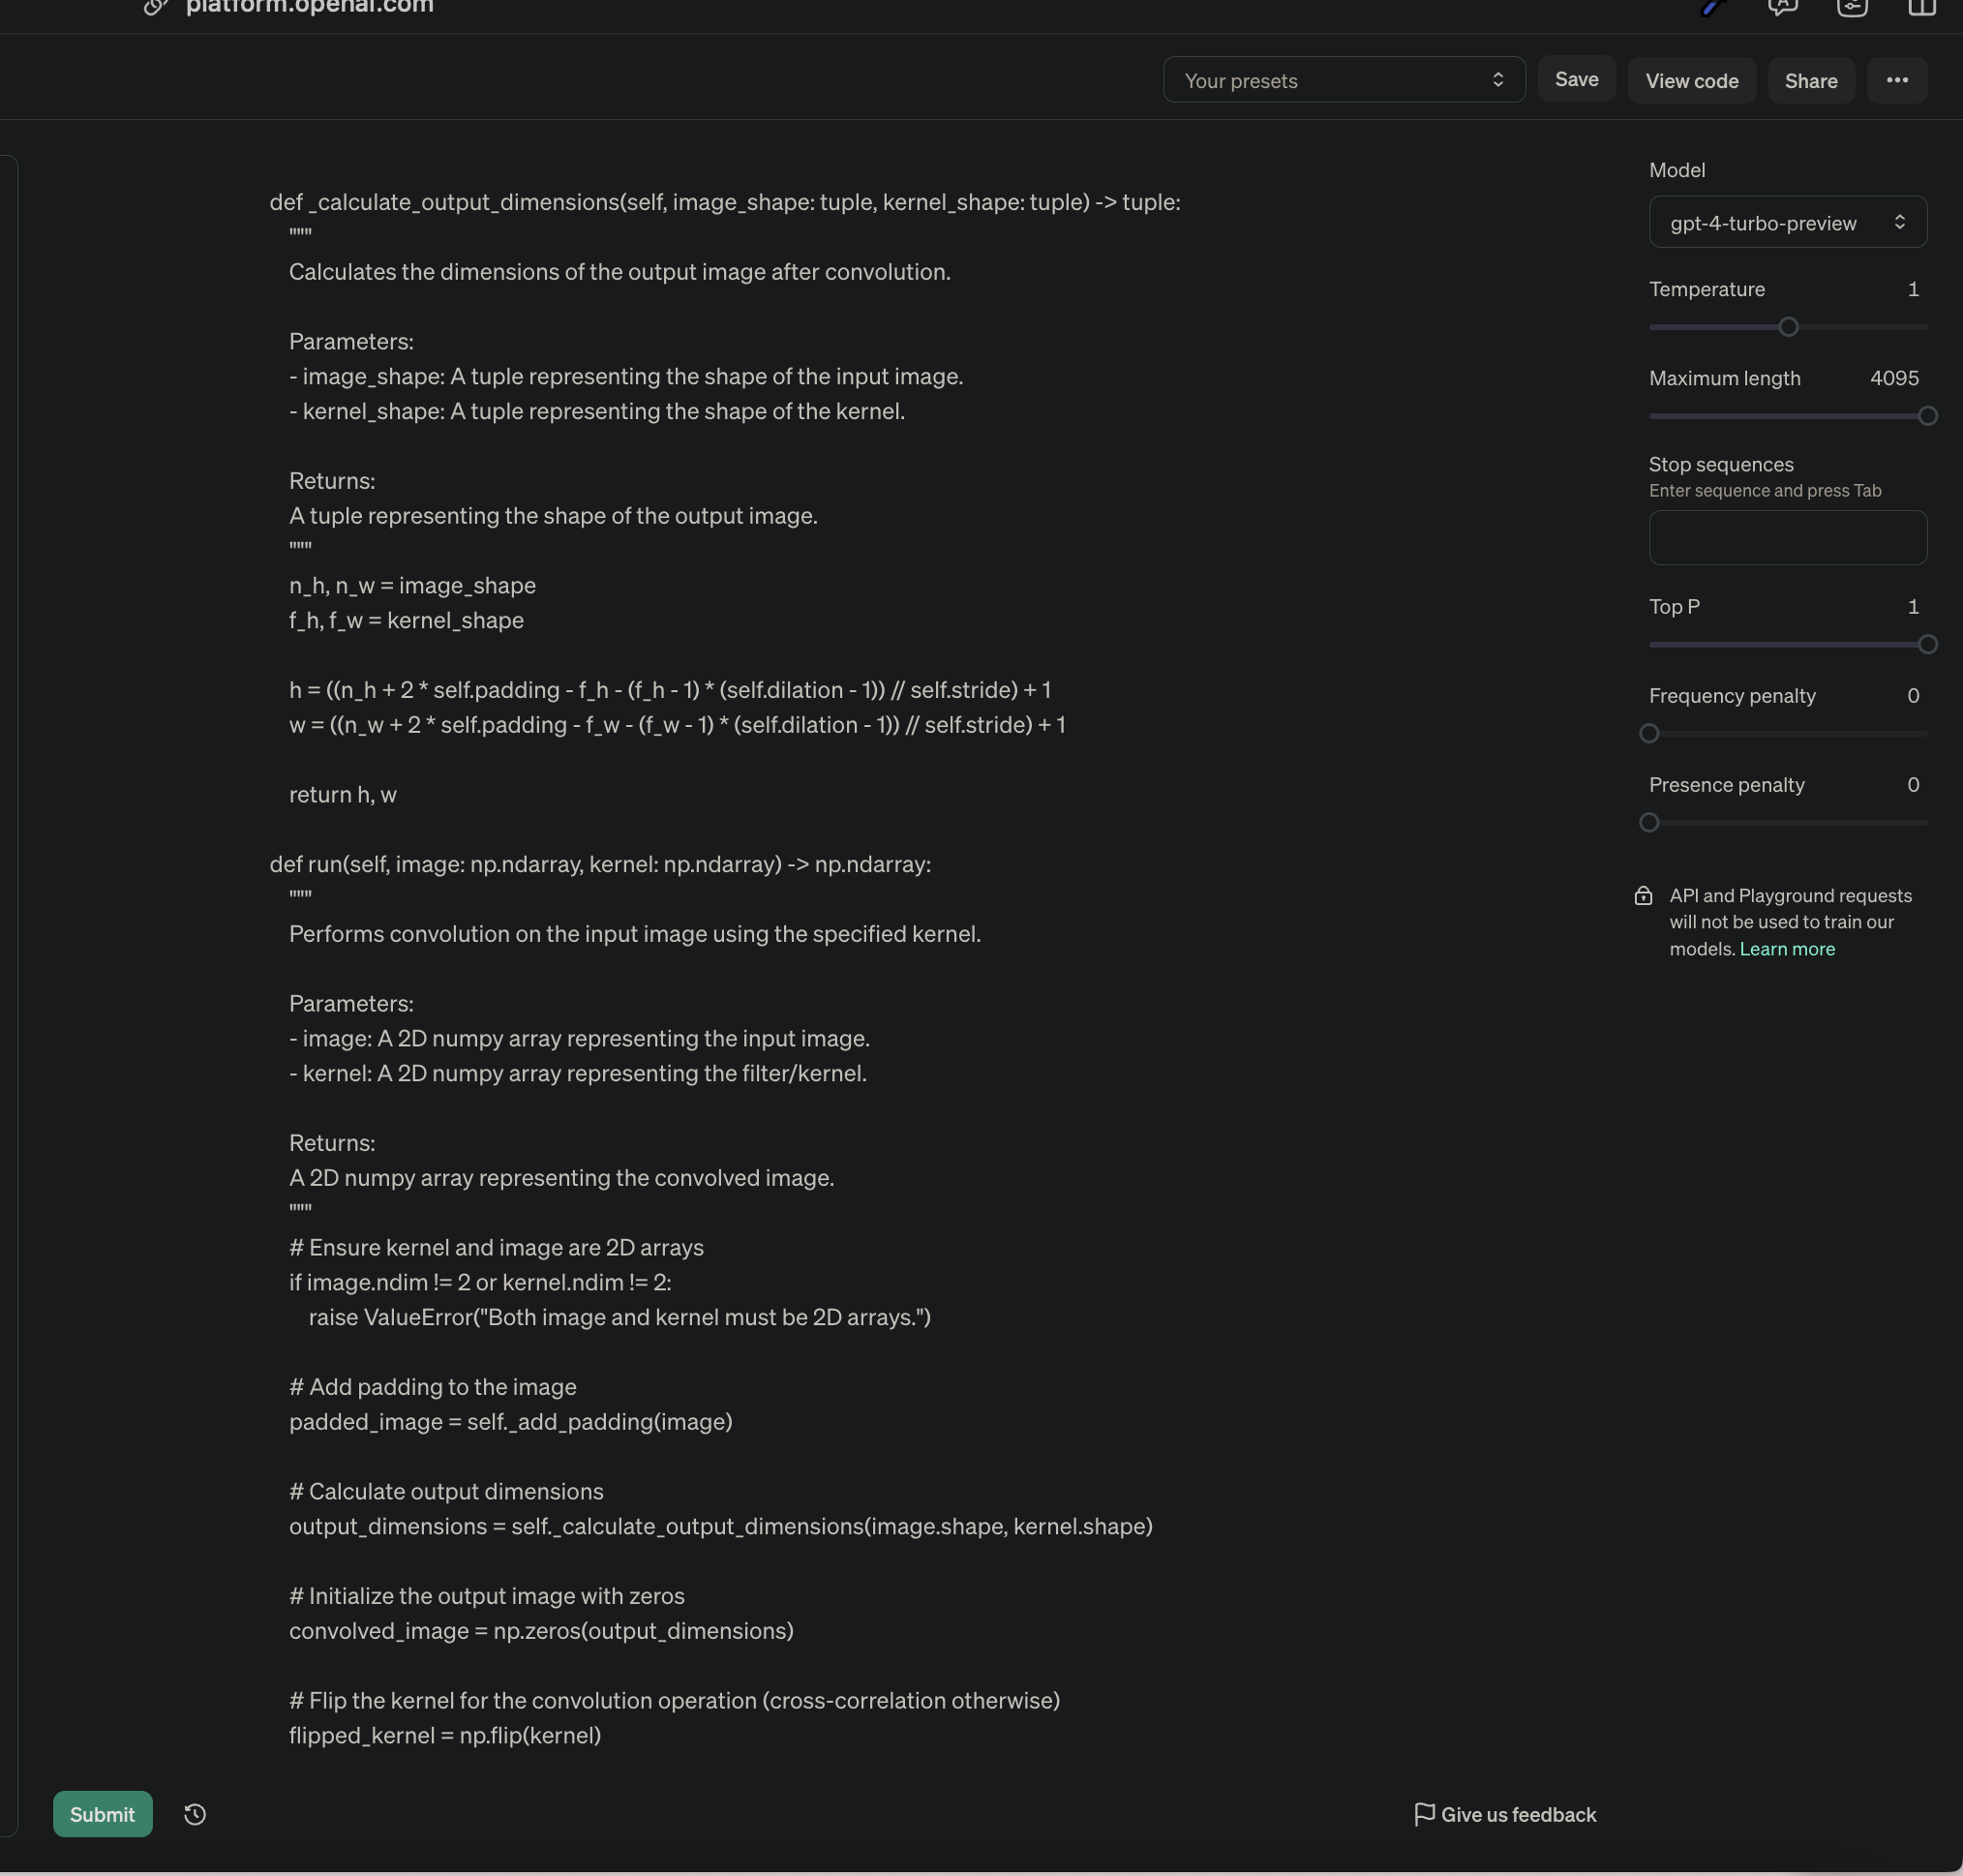 platform.openai.com
Your presets
Save
View code
Share
def _calculate_output_dimensions(self, image_shape: tuple, kernel_shape: tuple) -> tuple:
"""
Calculates the dimensions of the output image after convolution.
Parameters:
- image_shape: A tuple representing the shape of the input image.
- kernel_shape: A tuple representing the shape of the kernel.
Returns:
A tuple representing the shape of the output image.
"""
n_h, n_w = image_shape
f_h, f_w = kernel_shape
h = ((n_h + 2 * self.padding - f_h - (f_h - 1) * (self.dilation - 1)) // self.stride) + 1
w = ((n_w + 2 * self.padding - f_w - (f_w - 1) * (self.dilation - 1)) // self.stride) + 1
return h, w
def run(self, image: np.ndarray, kernel: np.ndarray) -> np.ndarray:
"""
Performs convolution on the input image using the specified kernel.
Parameters:
- image: A 2D numpy array representing the input image.
- kernel: A 2D numpy array representing the filter/kernel.
Returns:
A 2D numpy array representing the convolved image.
"""
# Ensure kernel and image are 2D arrays
if image.ndim != 2 or kernel.ndim != 2:
raise ValueError("Both image and kernel must be 2D arrays.")
# Add padding to the image
padded_image = self._add_padding(image)
# Calculate output dimensions
output_dimensions = self._calculate_output_dimensions(image.shape, kernel.shape)
# Initialize the output image with zeros
convolved_image = np.zeros(output_dimensions)
# Flip the kernel for the convolution operation (cross-correlation otherwise)
flipped_kernel = np.flip(kernel)
Model
gpt-4-turbo-preview
Temperature 1
Maximum length 4095
Stop sequences
Enter sequence and press Tab
Top P 1
Frequency penalty 0
Presence penalty 0
API and Playground requests
will not be used to train our
models. Learn more
Submit
Give us feedback